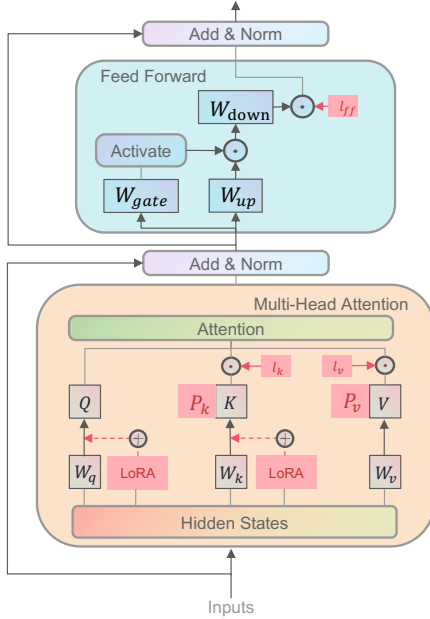 Add & Norm
Feed Forward
W_down
l_ff
Activate
W_gate
W_up
Add & Norm
Multi-Head Attention
Attention
l_k
l_v
Q
P_k
K
P_v
V
W_q
LoRA
W_k
LoRA
W_v
Hidden States
Inputs